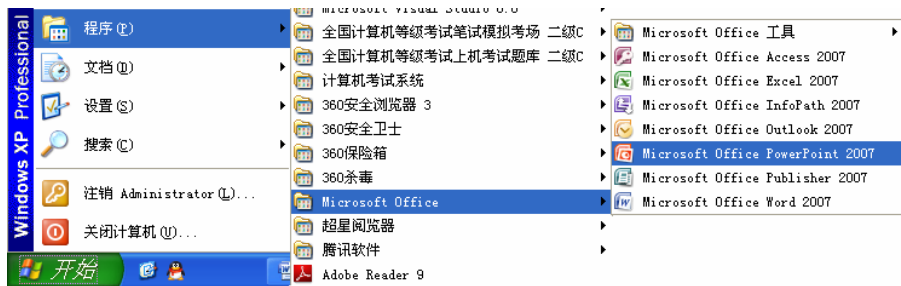 Windows XP Professional
程序(P)
文档(D)
设置(S)
搜索(C)
注销 Administrator(L)...
关闭计算机(U)...
开始
Microsoft Visual Studio 6.0
全国计算机等级考试笔试模拟考场 二级C
全国计算机等级考试上机考试题库 二级C
计算机考试系统
360安全浏览器 3
360安全卫士
360保险箱
360杀毒
Microsoft Office
超星阅览器
腾讯软件
Adobe Reader 9
Microsoft Office 工具
Microsoft Office Access 2007
Microsoft Office Excel 2007
Microsoft Office InfoPath 2007
Microsoft Office Outlook 2007
Microsoft Office PowerPoint 2007
Microsoft Office Publisher 2007
Microsoft Office Word 2007